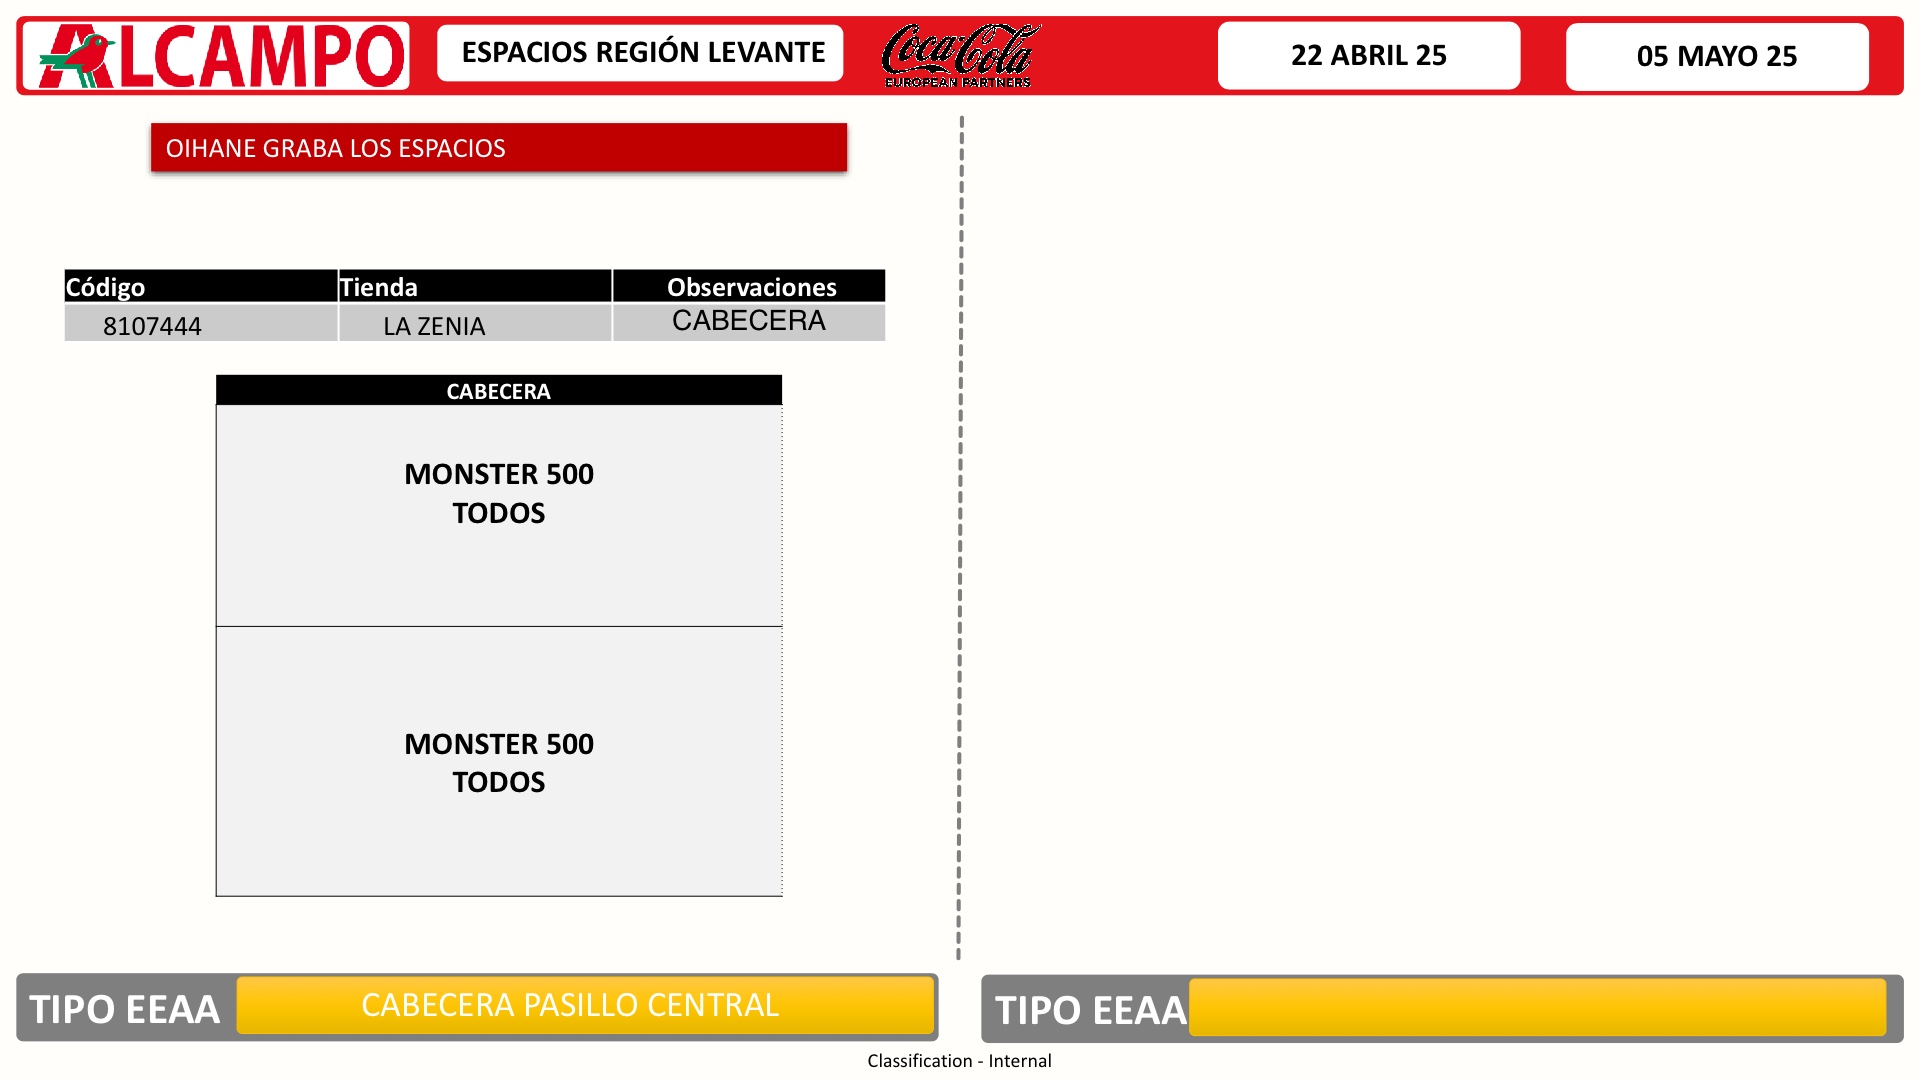 ALCAMPO
ESPACIOS REGIÓN LEVANTE
Coca-Cola
EUROPEAN PARTNERS
22 ABRIL 25
05 MAYO 25
OIHANE GRABA LOS ESPACIOS
Código Tienda Observaciones
8107444 LA ZENIA CABECERA
CABECERA
MONSTER 500
TODOS
MONSTER 500
TODOS
TIPO EEAA CABECERA PASILLO CENTRAL
TIPO EEAA
Classification - Internal